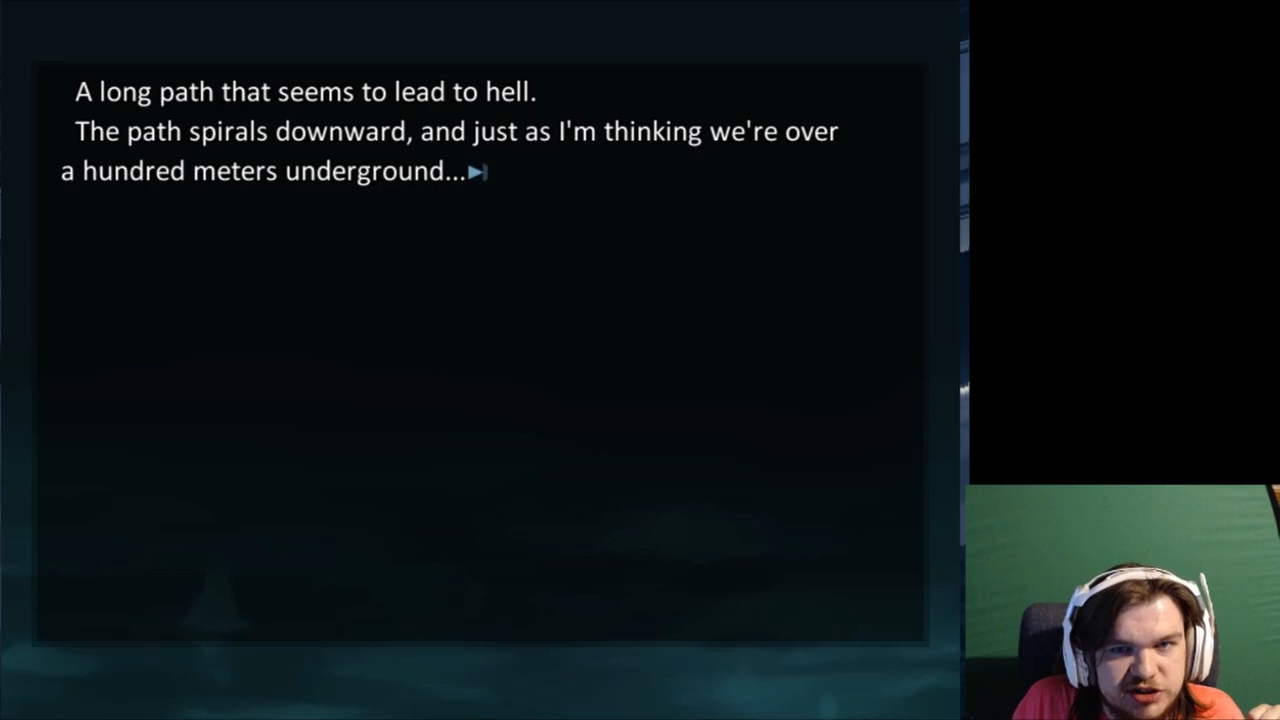 A long path that seems to lead to hell.
The path spirals downward, and just as I'm thinking we're over
a hundred meters underground...